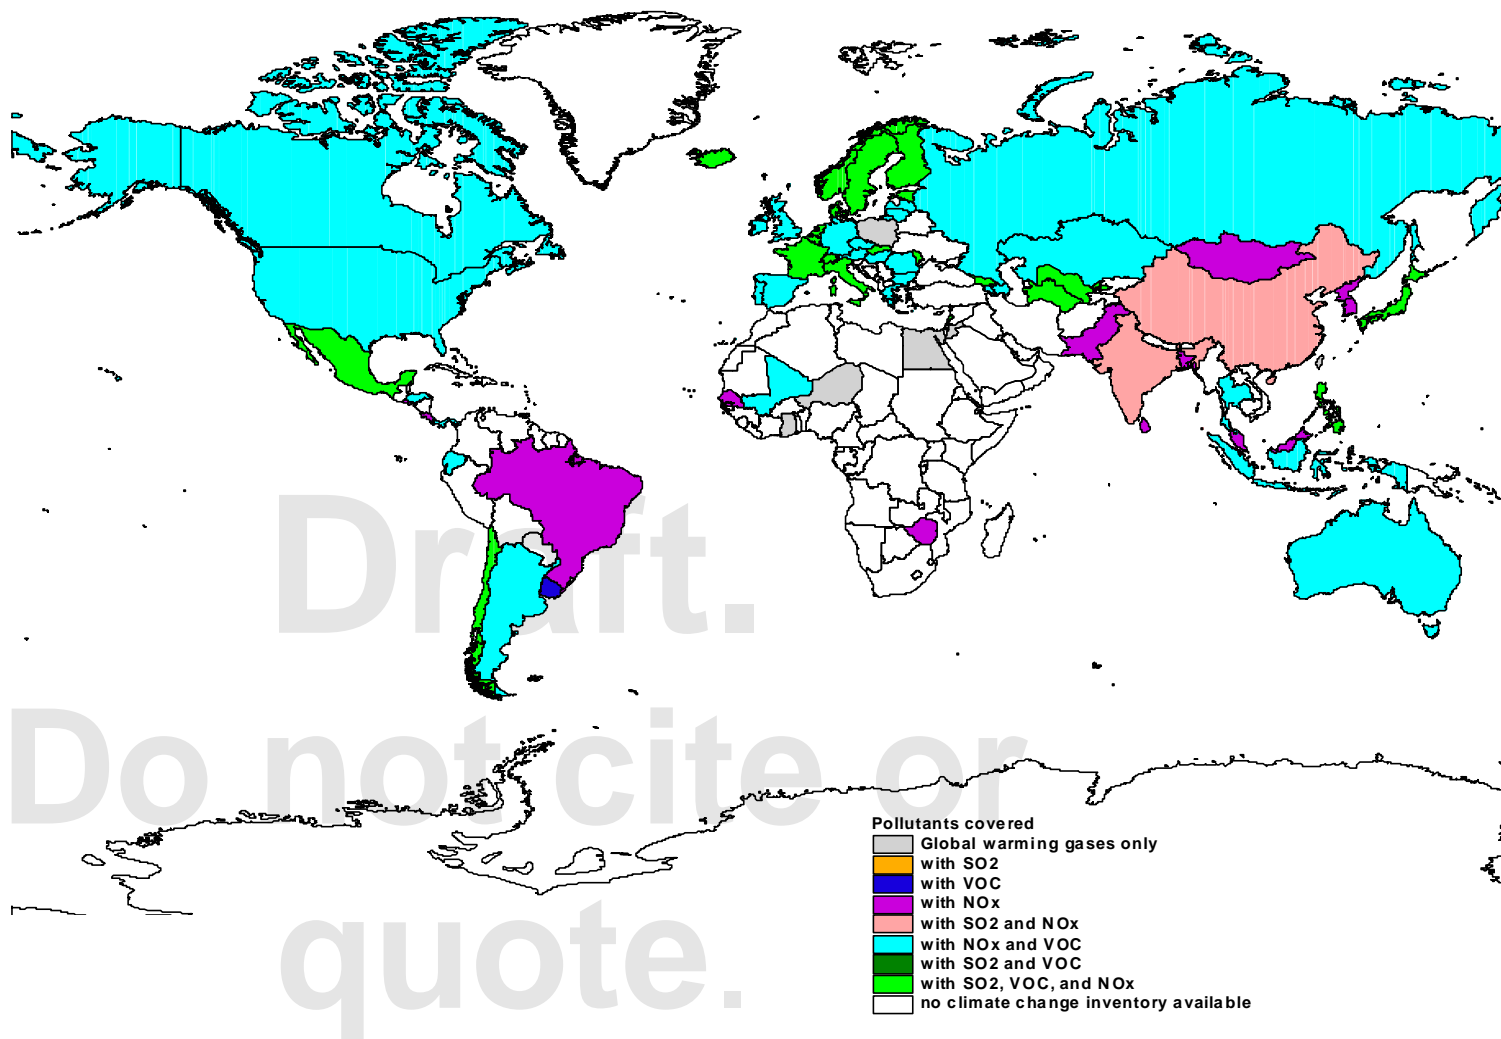 Draft.
Do not cite or
quote.
Pollutants covered
Global warming gases only
with SO2
with VOC
with NOx
with SO2 and NOx
with NOx and VOC
with SO2 and VOC
with SO2, VOC, and NOx
no climate change inventory available